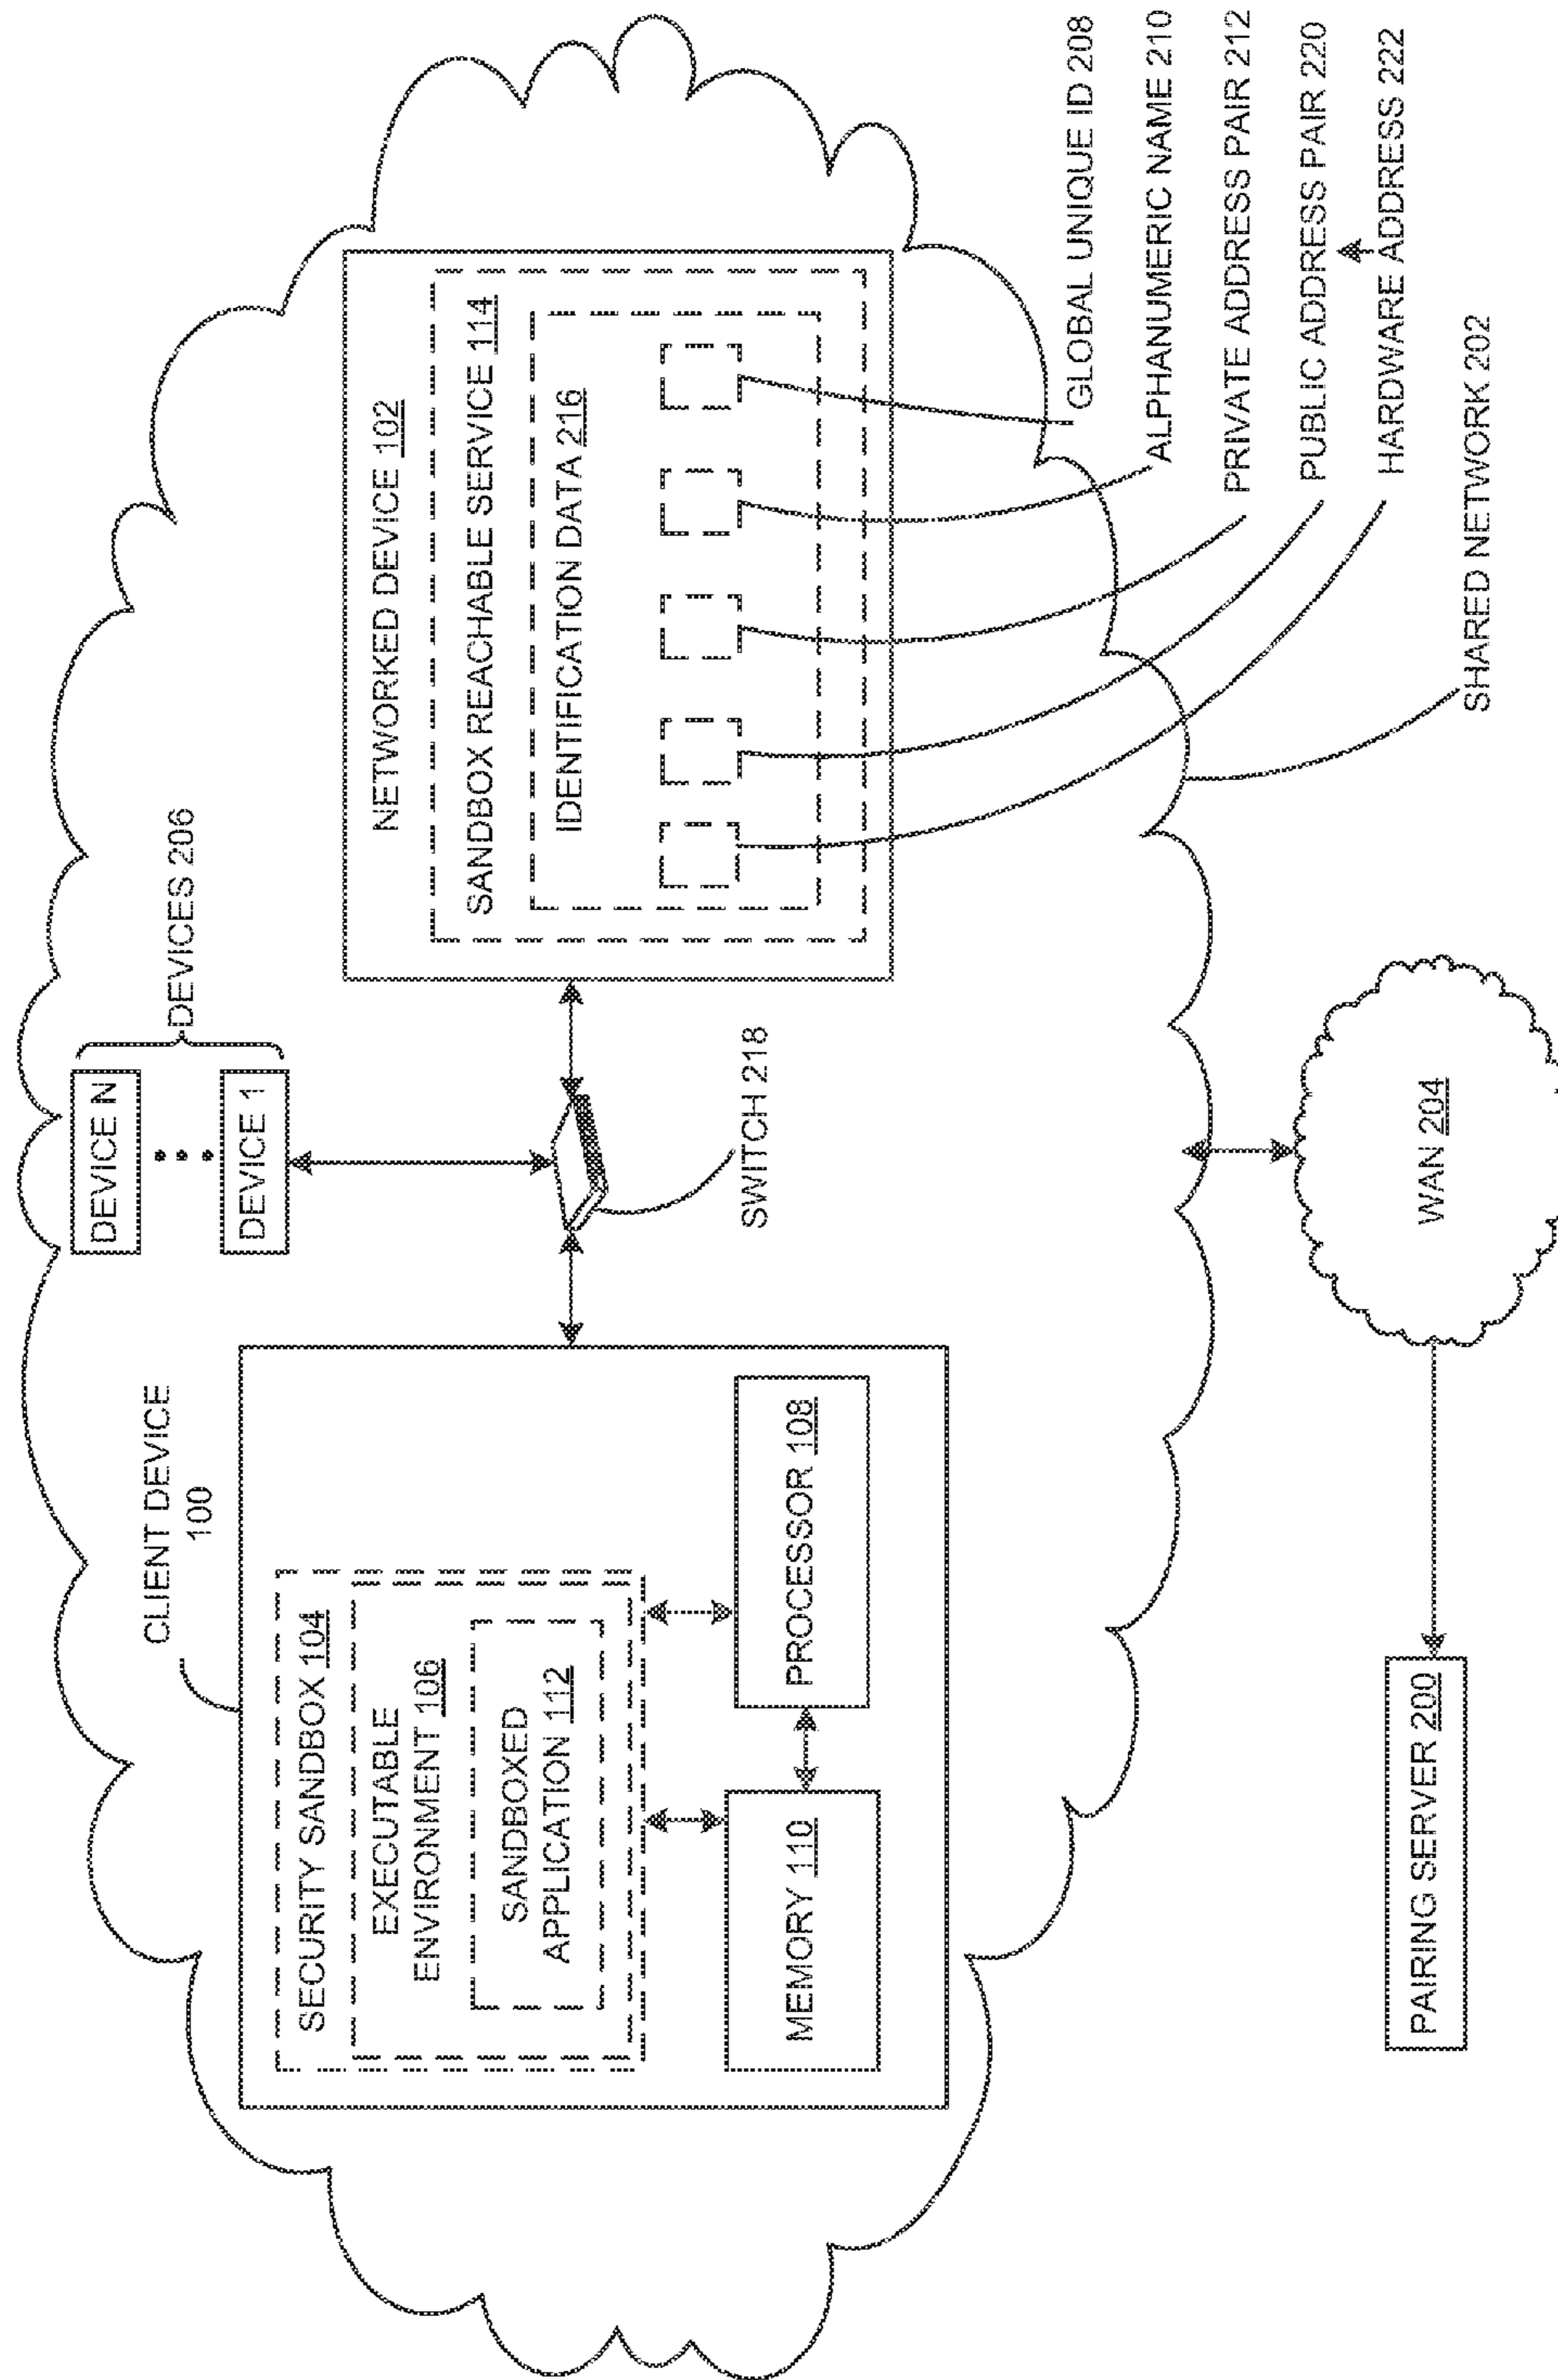 DEVICES 206
DEVICE N
DEVICE 1
CLIENT DEVICE
100
SECURITY SANDBOX 104
EXECUTABLE
ENVIRONMENT 106
SANDBOXED
APPLICATION 112
MEMORY 110
PROCESSOR 108
SWITCH 218
NETWORKED DEVICE 102
SANDBOX REACHABLE SERVICE 114
IDENTIFICATION DATA 216
GLOBAL UNIQUE ID 208
ALPHANUMERIC NAME 210
PRIVATE ADDRESS PAIR 212
PUBLIC ADDRESS PAIR 220
HARDWARE ADDRESS 222
SHARED NETWORK 202
WAN 204
PAIRING SERVER 200